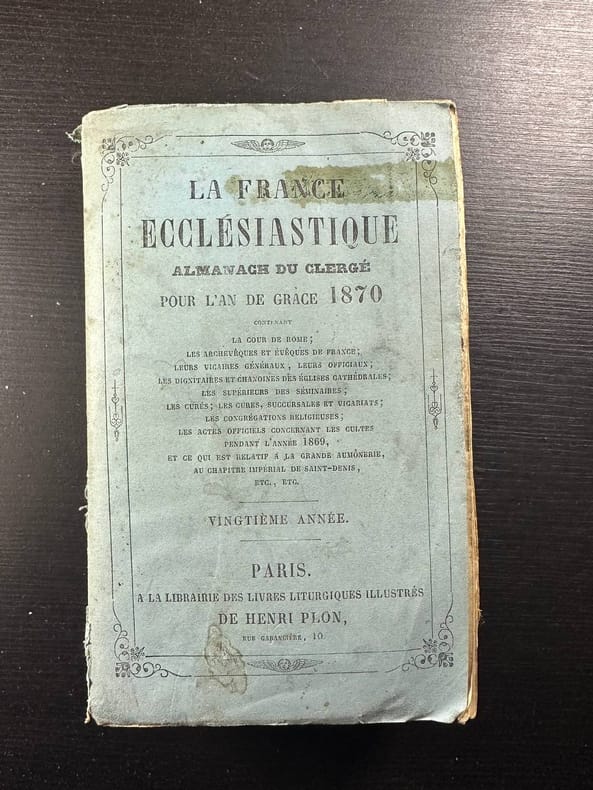 LA FRANCE
ECCLÉSIASTIQUE
ALMANACH DU CLERGÉ
POUR L'AN DE GRACE 1870
CONTENANT
LA COUR DE ROME;
LES ARCHEVÊQUES ET ÉVÊQUES DE FRANCE;
LEURS VICAIRES GÉNÉRAUX, LEURS OFFICIAUX;
LES DIGNITAIRES ET CHANOINES DES ÉGLISES CATHÉDRALES;
LES SUPÉRIEURS DES SÉMINAIRES;
LES CURÉS; LES CURES, SUCCURSALES ET VICARIATS;
LES CONGRÉGATIONS RELIGIEUSES;
LES ACTES OFFICIELS CONCERNANT LES CULTES
PENDANT L'ANNÉE 1869,
ET CE QUI EST RELATIF A LA GRANDE AUMÔNERIE,
AU CHAPITRE IMPÉRIAL DE SAINT-DENIS,
ETC., ETC.
VINGTIÈME ANNÉE.
PARIS.
A LA LIBRAIRIE DES LIVRES LITURGIQUES ILLUSTRÉS
DE HENRI PLON,
RUE GARANCIÈRE, 10.